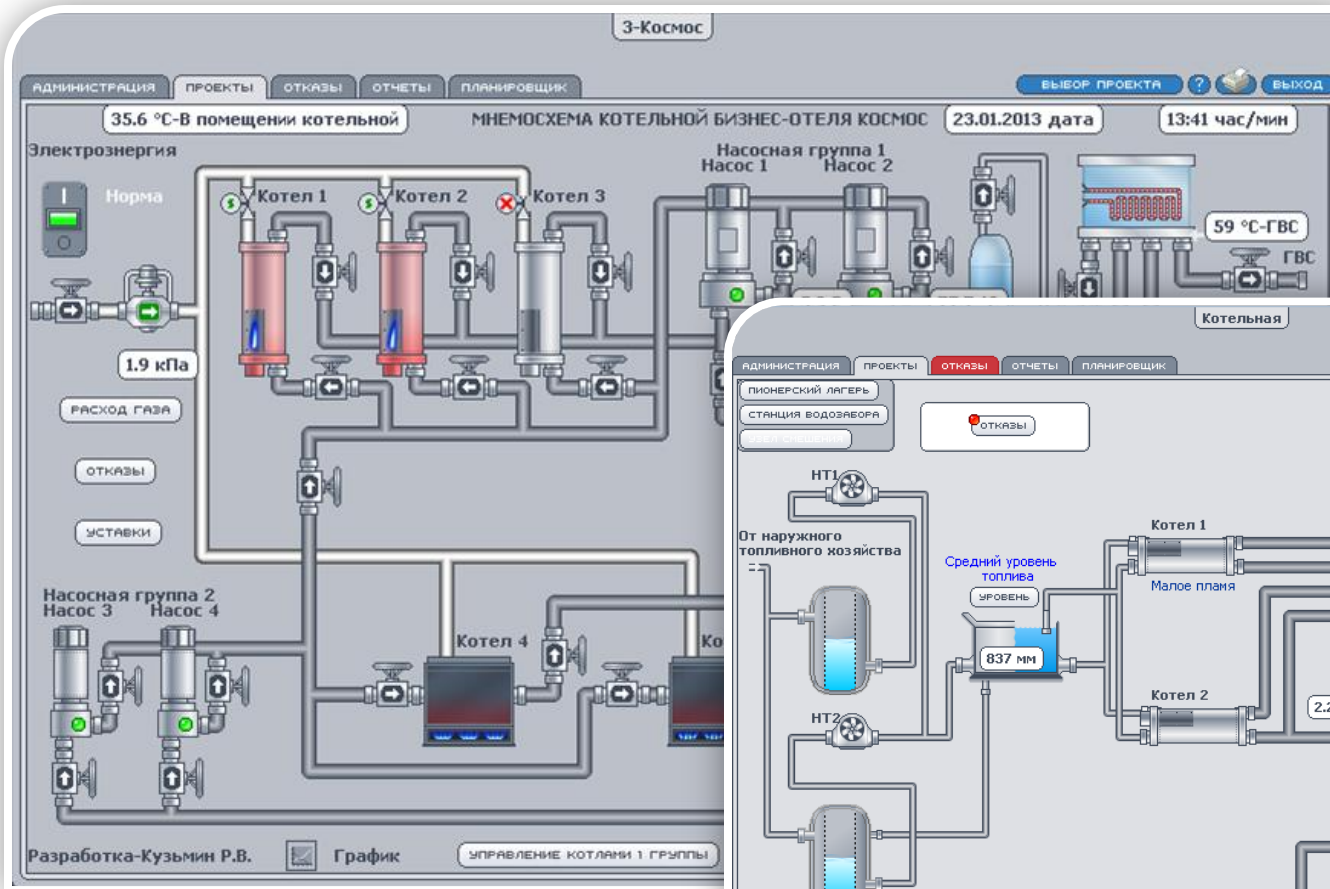 3-Космос
АДМИНИСТРАЦИЯ ПРОЕКТЫ ОТКАЗЫ ОТЧЕТЫ ПЛАНИРОВЩИК ВЫБОР ПРОЕКТА ? ВЫХОД
35.6 °C-В помещении котельной МНЕМОСХЕМА КОТЕЛЬНОЙ БИЗНЕС-ОТЕЛЯ КОСМОС 23.01.2013 дата 13:41 час/мин
Электроэнергия
Норма
Насосная группа 1
Насос 1 Насос 2
Котел 1 Котел 2 Котел 3
59 °C-ГВС
ГВС
1.9 кПа
РАСХОД ГАЗА
ОТКАЗЫ
УСТАВКИ
Насосная группа 2
Насос 3 Насос 4
Котел 4
Разработка-Кузьмин Р.В. График УПРАВЛЕНИЕ КОТЛАМИ 1 ГРУППЫ
Котельная
АДМИНИСТРАЦИЯ ПРОЕКТЫ ОТКАЗЫ ОТЧЕТЫ ПЛАНИРОВЩИК
ПИОНЕРСКИЙ ЛАГЕРЬ
СТАНЦИЯ ВОДОЗАБОРА
УЗЕЛ СМЕШЕНИЯ
ОТКАЗЫ
НТ1
От наружного
топливного хозяйства
Средний уровень
топлива
УРОВЕНЬ
837 мм
Котел 1
Малое пламя
Котел 2
НТ2